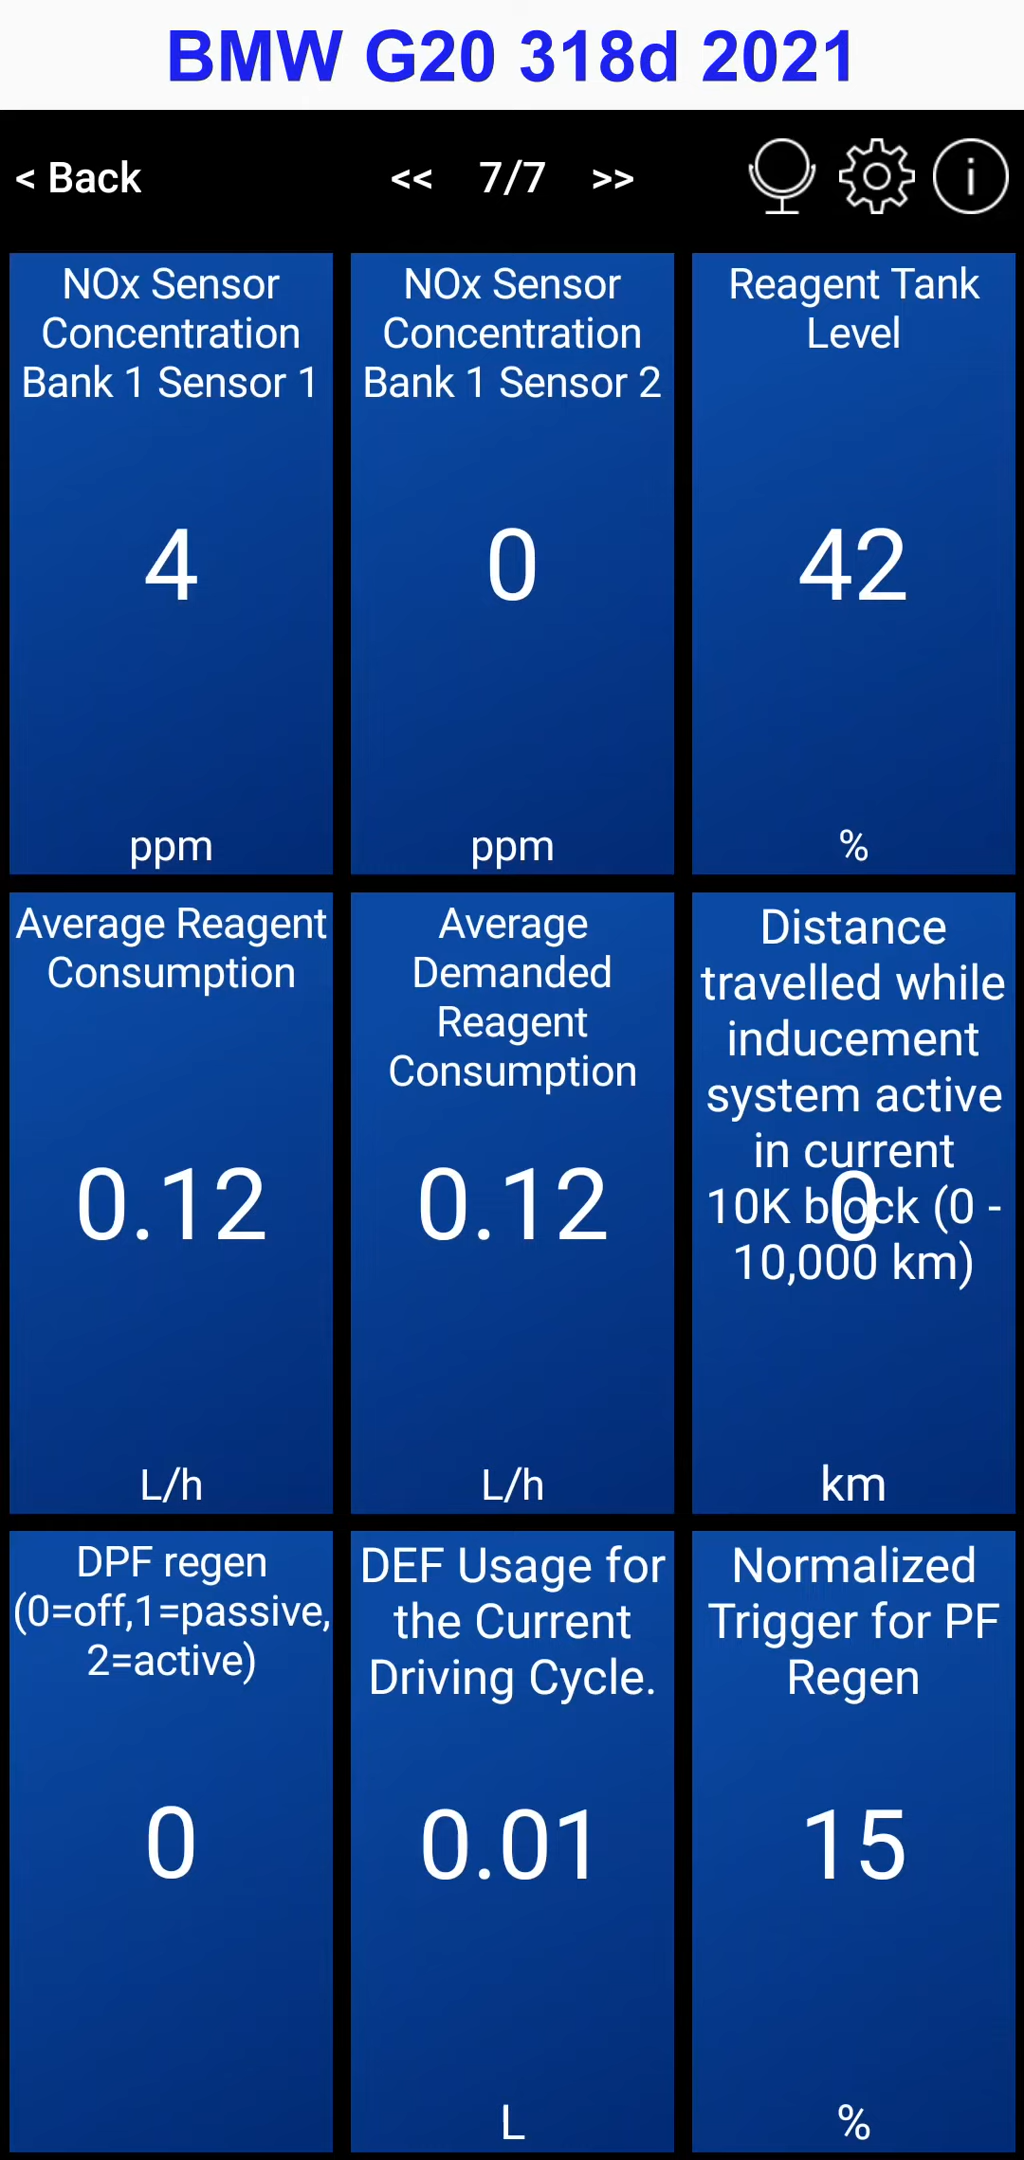 BMW G20 318d 2021
< Back << 7/7 >> i
NOx Sensor
Concentration
Bank 1 Sensor 1
4
ppm
NOx Sensor
Concentration
Bank 1 Sensor 2
0
ppm
Reagent Tank
Level
42
%
Average Reagent
Consumption
0.12
L/h
Average
Demanded
Reagent
Consumption
0.12
L/h
Distance
travelled while
inducement
system active
in current
10K block (0 -
10,000 km)
0
km
DPF regen
(0=off,1=passive,
2=active)
0
DEF Usage for
the Current
Driving Cycle.
0.01
L
Normalized
Trigger for PF
Regen
15
%